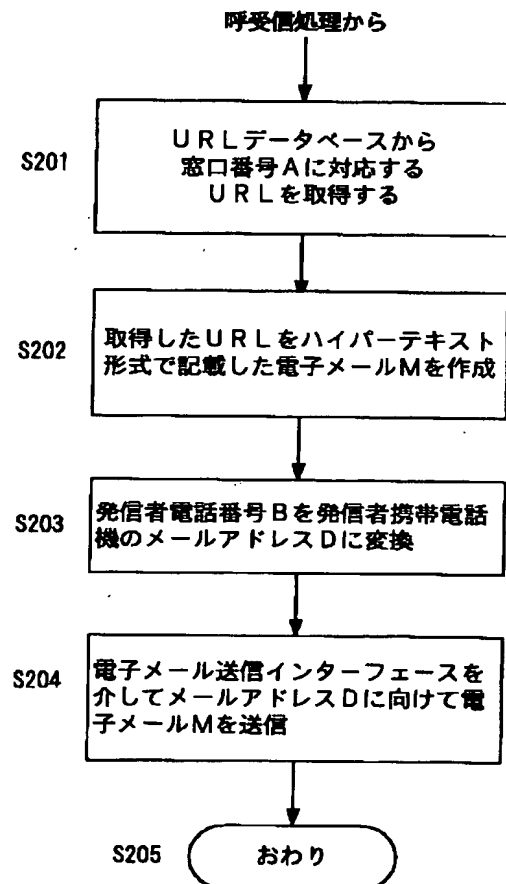 呼受信処理から
S201
URLデータベースから
窓口番号Aに対応する
URLを取得する
S202
取得したURLをハイパーテキスト
形式で記載した電子メールMを作成
S203
発信者電話番号Bを発信者携帯電話
機のメールアドレスDに変換
S204
電子メール送信インターフェースを
介してメールアドレスDに向けて電
子メールMを送信
S205
おわり